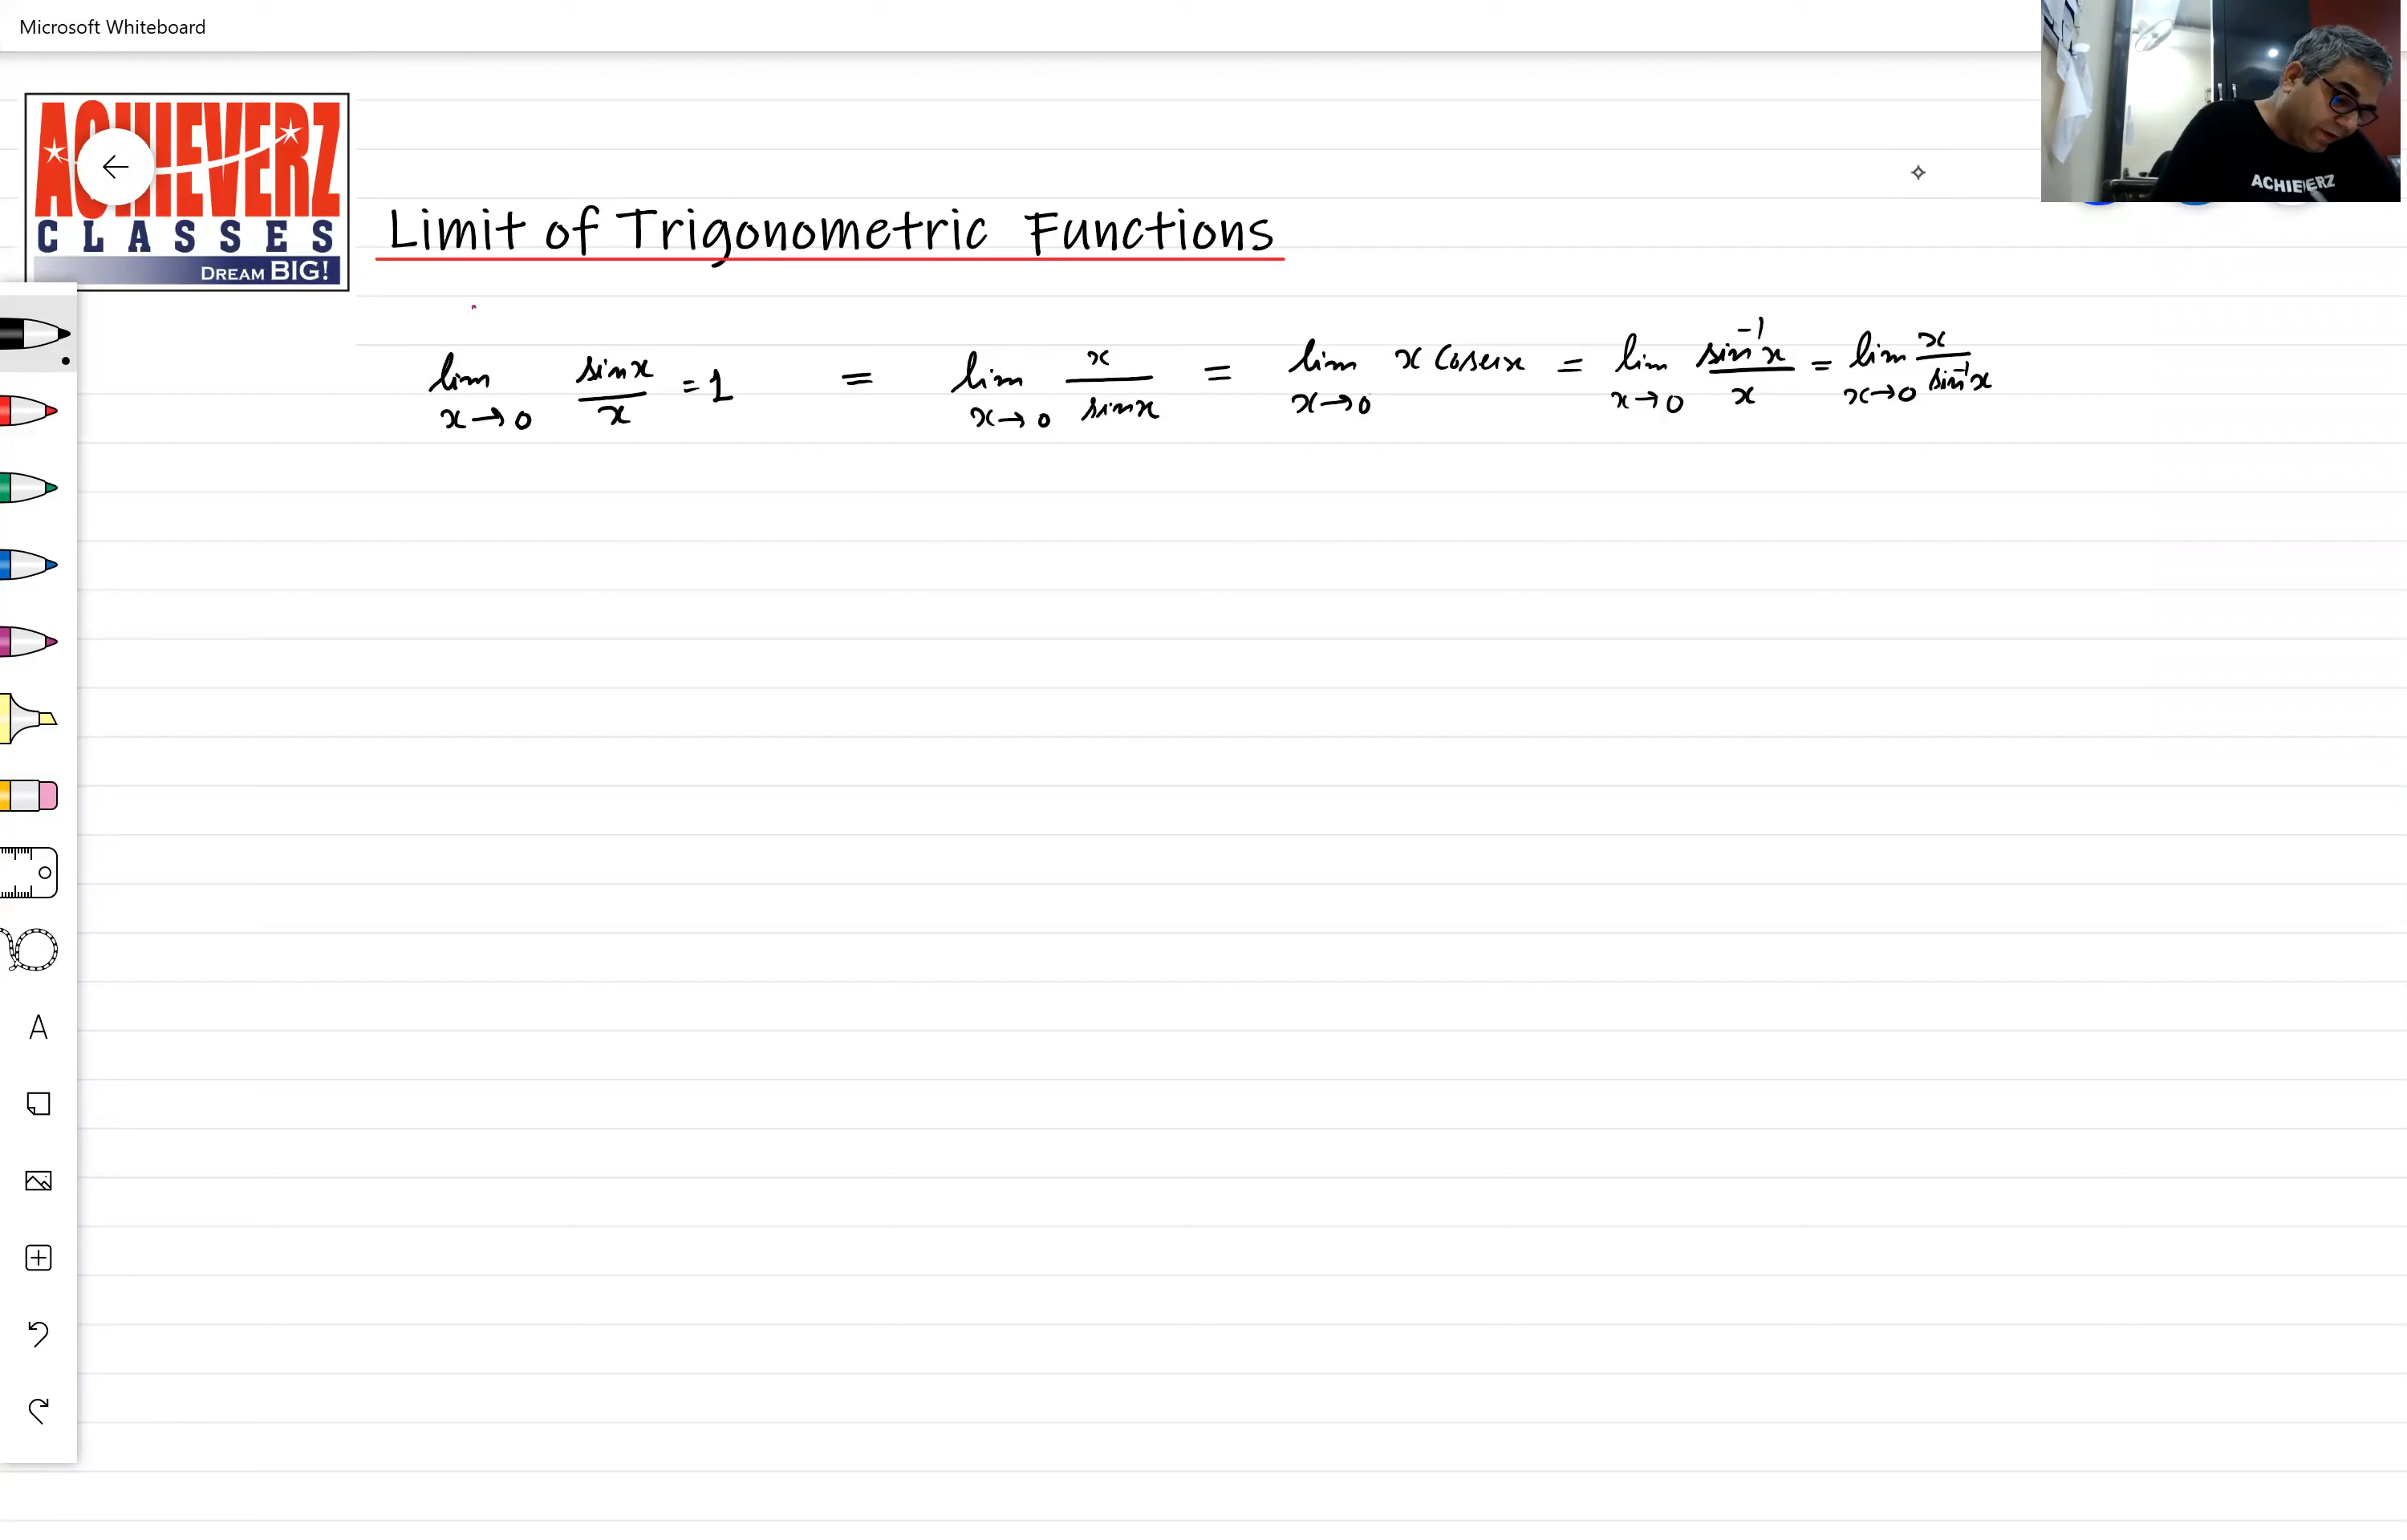 Microsoft Whiteboard
ACHIEVERZ
CLASSES
DREAM BIG!
ACHIEVERZ
Limit of Trigonometric Functions
lim x→0 sinx/x = 1 = lim x→0 x/sinx = lim x→0 x Cosecx = lim x→0 sin⁻¹x/x = lim x→0 x/sin⁻¹x
A